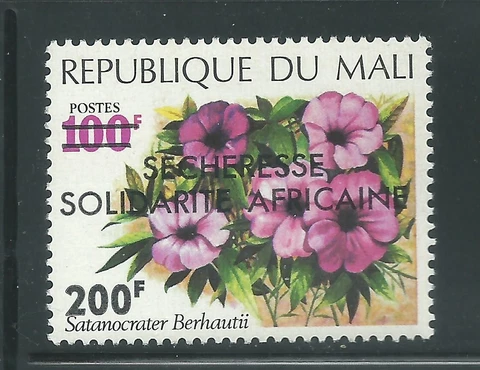 REPUBLIQUE DU MALI
POSTES
100F
SECHERESSE
SOLIDARITE AFRICAINE
200F
Satanocrater Berhautii